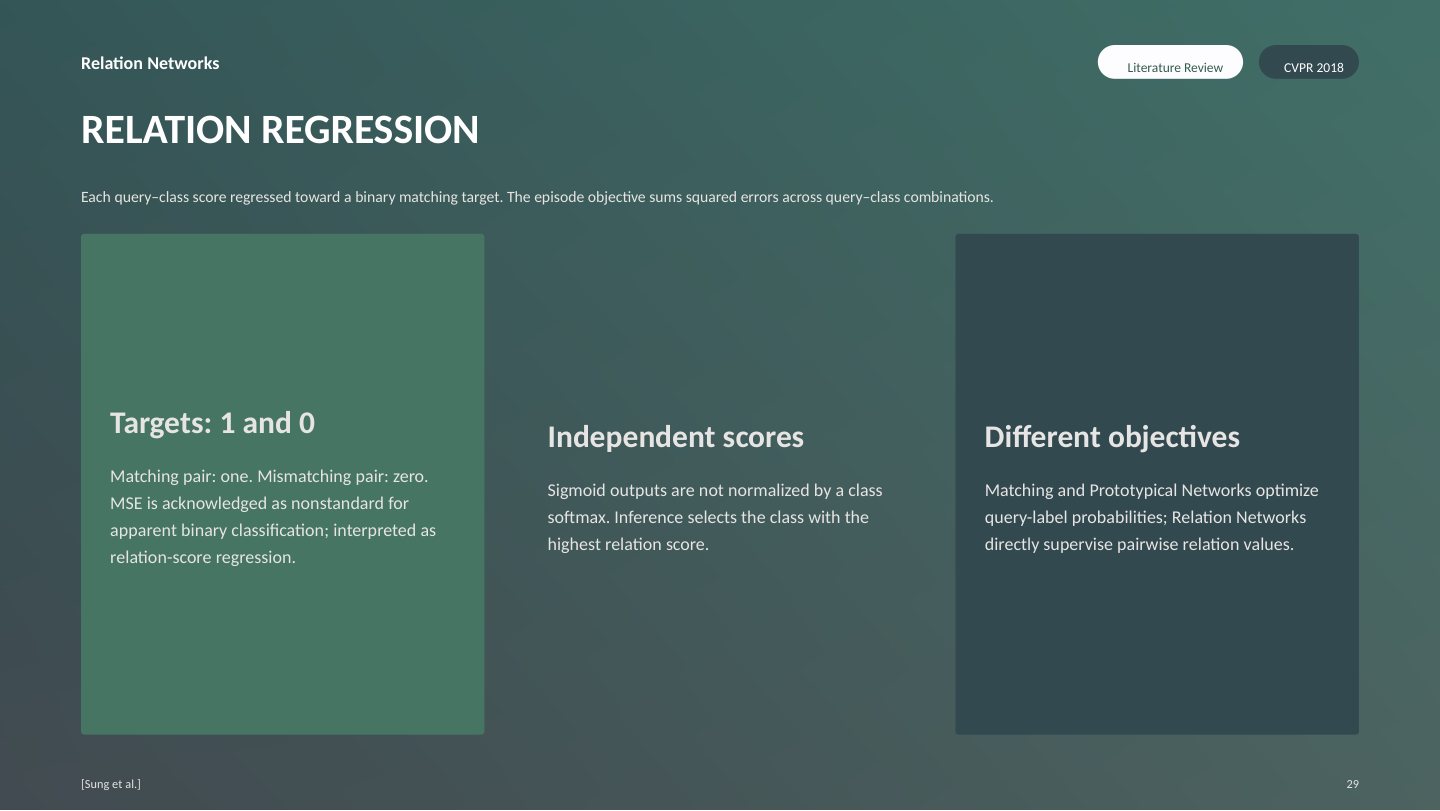 Relation Networks
Literature Review
CVPR 2018
RELATION REGRESSION
Each query–class score regressed toward a binary matching target. The episode objective sums squared errors across query–class combinations.
Targets: 1 and 0
Matching pair: one. Mismatching pair: zero.
MSE is acknowledged as nonstandard for
apparent binary classification; interpreted as
relation-score regression.
Independent scores
Sigmoid outputs are not normalized by a class
softmax. Inference selects the class with the
highest relation score.
Different objectives
Matching and Prototypical Networks optimize
query-label probabilities; Relation Networks
directly supervise pairwise relation values.
[Sung et al.]
29